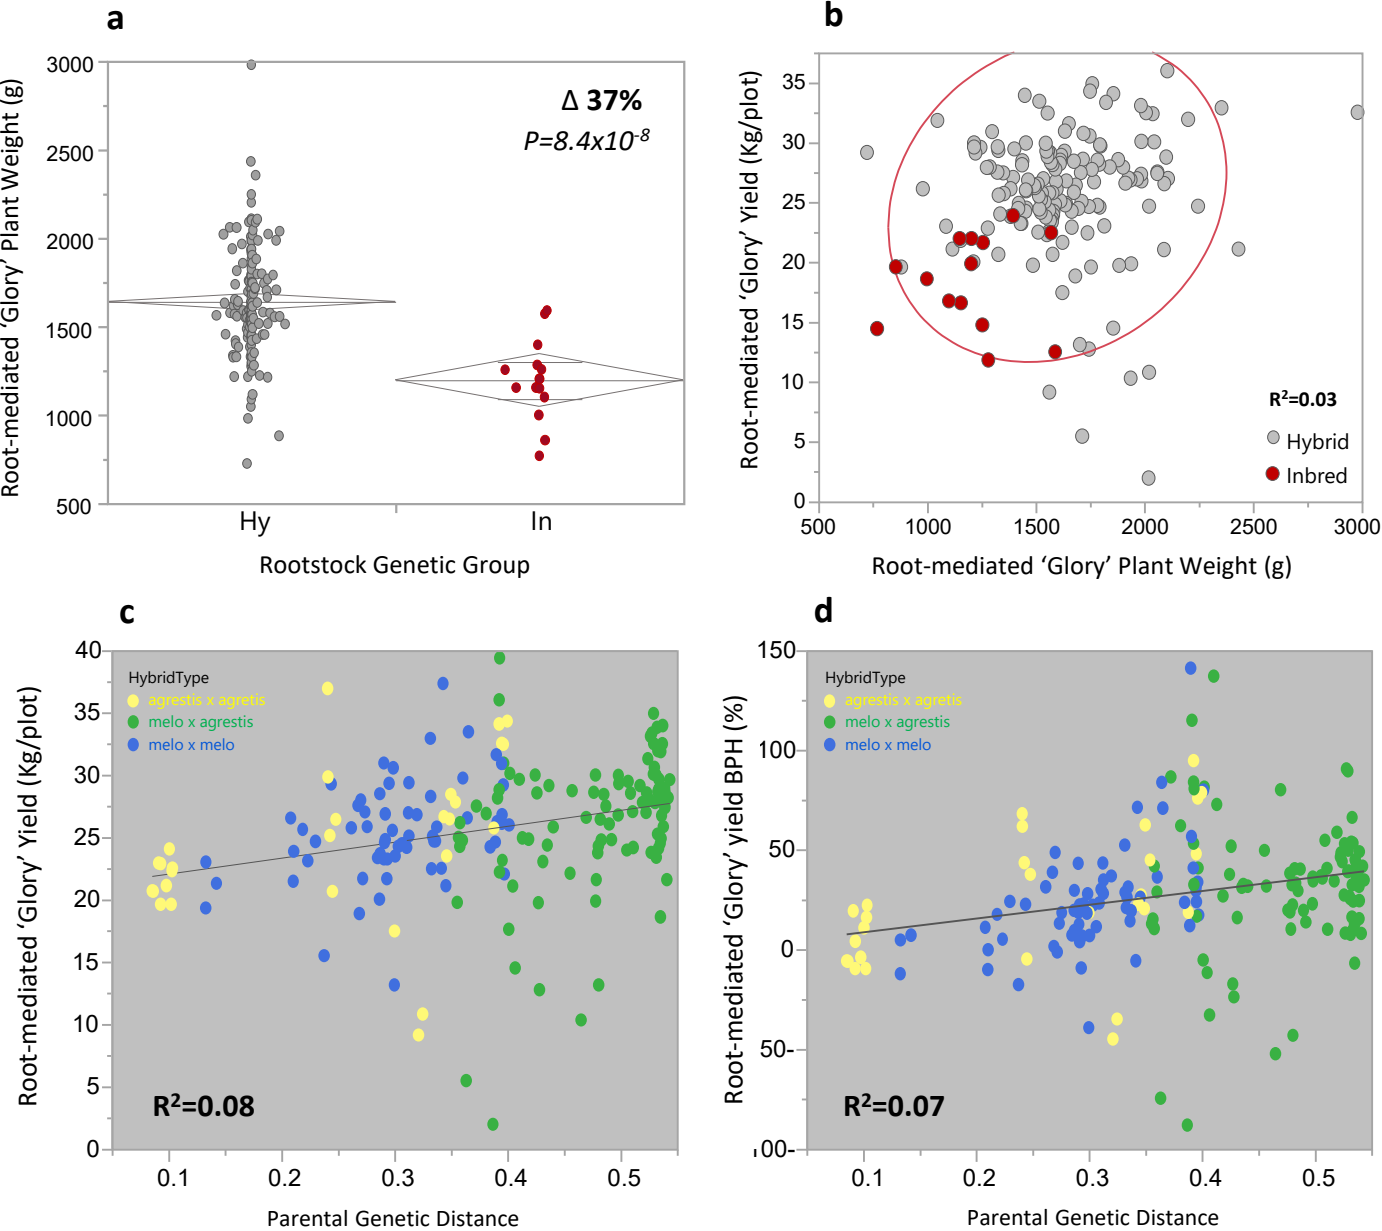 a
Root-mediated ‘Glory’ Plant Weight (g)
3000
2500
2000
1500
1000
500
Δ 37%
P=8.4x10-8
Hy
In
Rootstock Genetic Group
b
Root-mediated ‘Glory’ Yield (Kg/plot)
35
30
25
20
15
10
5
0
R2=0.03
Hybrid
Inbred
500 1000 1500 2000 2500 3000
Root-mediated ‘Glory’ Plant Weight (g)
c
Root-mediated ‘Glory’ Yield (Kg/plot)
40
35
30
25
20
15
10
5
0
HybridType
agrestis x agretis
melo x agrestis
melo x melo
R2=0.08
0.1 0.2 0.3 0.4 0.5
Parental Genetic Distance
d
Root-mediated ‘Glory’ yield BPH (%)
150
100
50
0
50-
00-
HybridType
agrestis x agretis
melo x agrestis
melo x melo
R2=0.07
0.1 0.2 0.3 0.4 0.5
Parental Genetic Distance